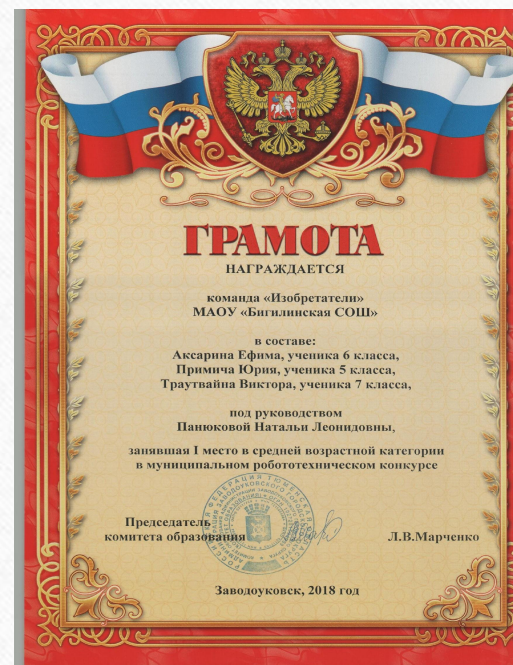 ГРАМОТА
НАГРАЖДАЕТСЯ
команда «Изобретатели»
МАОУ «Бигилинская СОШ»
в составе:
Аксарина Ефима, ученика 6 класса,
Примича Юрия, ученика 5 класса,
Траутвайна Виктора, ученика 7 класса,
под руководством
Панюковой Натальи Леонидовны,
занявшая I место в средней возрастной категории
в муниципальном робототехническом конкурсе
Председатель
комитета образования
Л.В.Марченко
Заводоуковск, 2018 год